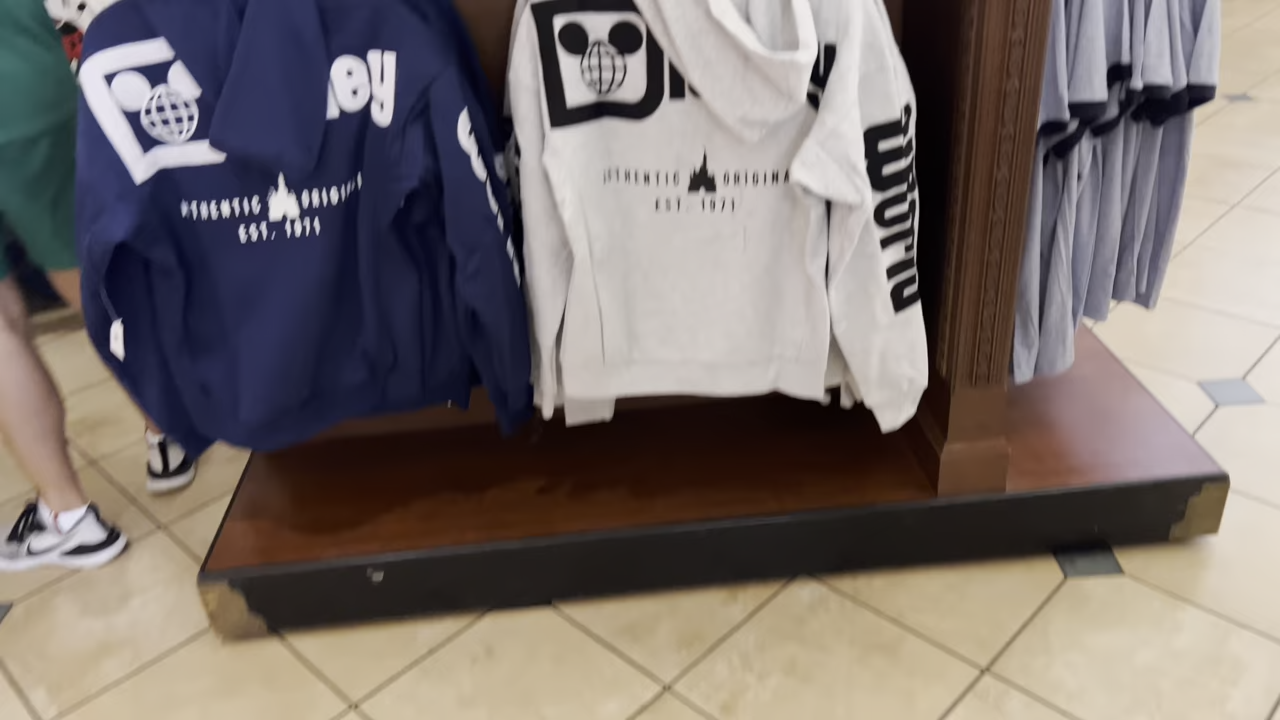 ey
AUTHENTIC ORIGINAL
EST. 1971
AUTHENTIC ORIGINAL
EST. 1971
World